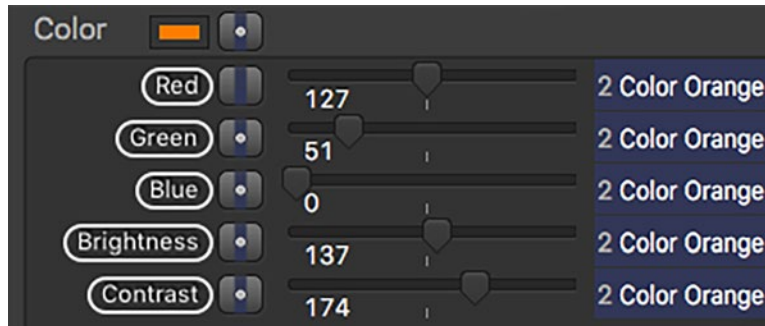 Color
Red 127 2 Color Orange
Green 51 2 Color Orange
Blue 0 2 Color Orange
Brightness 137 2 Color Orange
Contrast 174 2 Color Orange